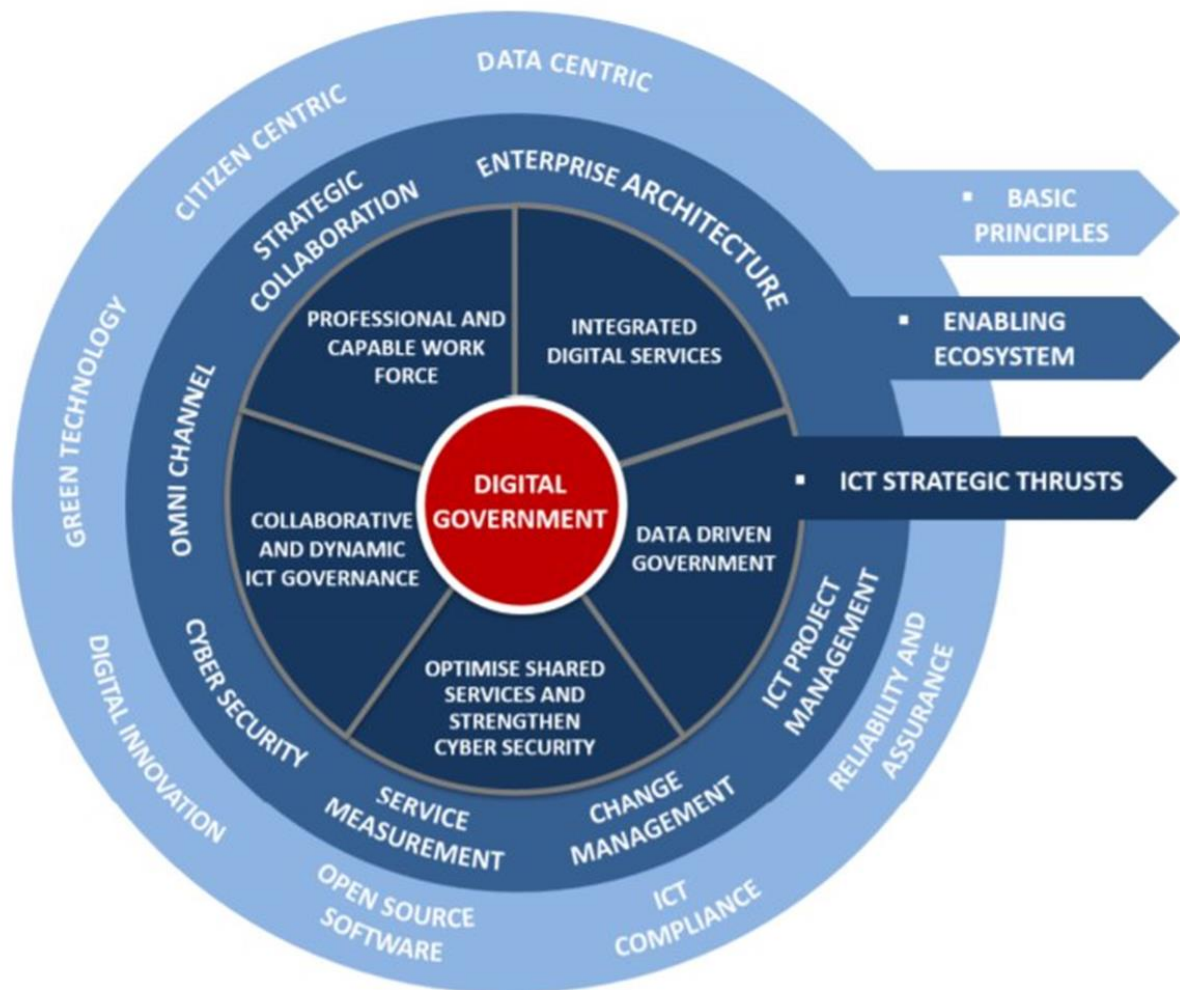 DATA CENTRIC
CITIZEN CENTRIC
GREEN TECHNOLOGY
DIGITAL INNOVATION
OPEN SOURCE
SOFTWARE
ICT
COMPLIANCE
RELIABILITY AND
ASSURANCE
▪ BASIC
PRINCIPLES
ENTERPRISE ARCHITECTURE
STRATEGIC
COLLABORATION
OMNI CHANNEL
CYBER SECURITY
SERVICE
MEASUREMENT
CHANGE
MANAGEMENT
ICT PROJECT
MANAGEMENT
▪ ENABLING
ECOSYSTEM
PROFESSIONAL AND
CAPABLE WORK
FORCE
INTEGRATED
DIGITAL SERVICES
COLLABORATIVE
AND DYNAMIC
ICT GOVERNANCE
DATA DRIVEN
GOVERNMENT
OPTIMISE SHARED
SERVICES AND
STRENGTHEN
CYBER SECURITY
▪ ICT STRATEGIC THRUSTS
DIGITAL
GOVERNMENT